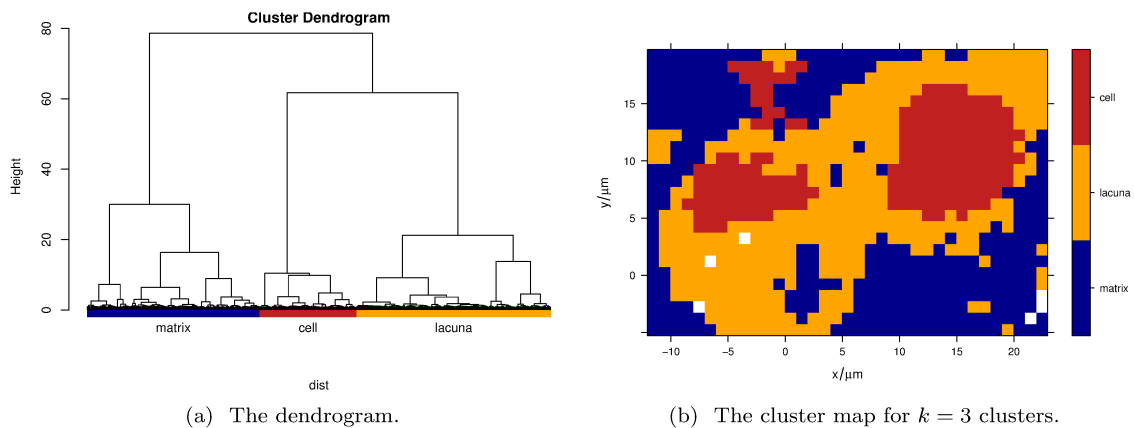 Cluster Dendrogram
Height
0
20
40
60
80
matrix
cell
lacuna
dist
(a) The dendrogram.
y/µm
15
10
5
0
−10
−5
0
5
10
15
20
x/µm
cell
lacuna
matrix
(b) The cluster map for k = 3 clusters.